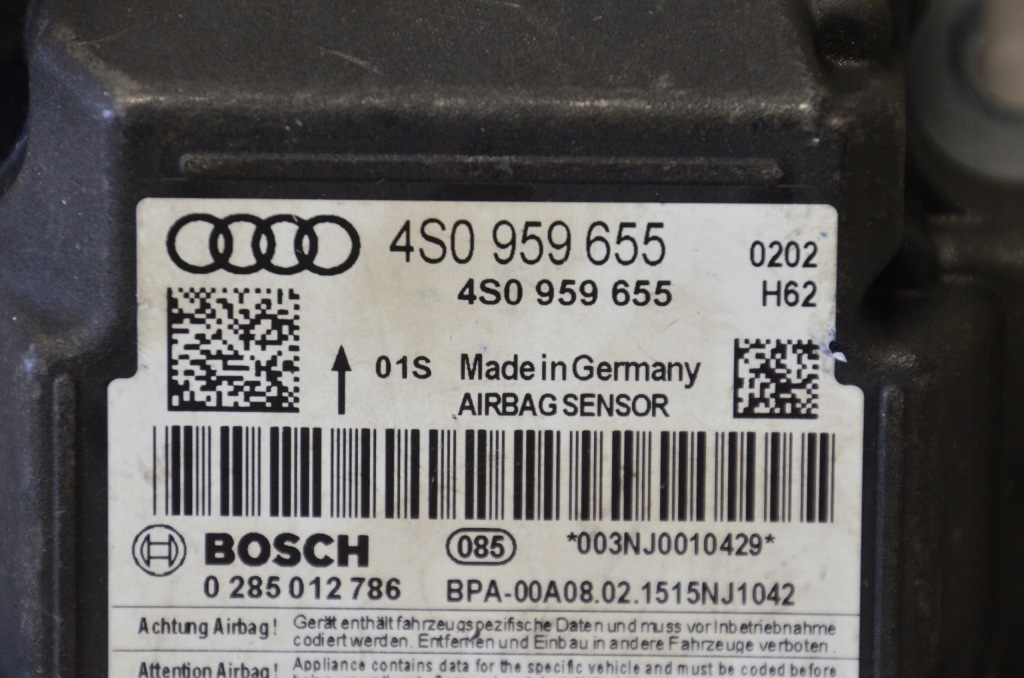 4S0 959 655 0202
4S0 959 655 H62
01S Made in Germany
AIRBAG SENSOR
BOSCH 085 *003NJ0010429*
0 285 012 786 BPA-00A08.02.1515NJ1042
Achtung Airbag! Gerät enthält fahrzeugspezifische Daten und muss vor Inbetriebnahme
codiert werden. Entfernen und Einbau in andere Fahrzeuge verboten.
Attention Airbag! Appliance contains data for the specific vehicle and must be coded before